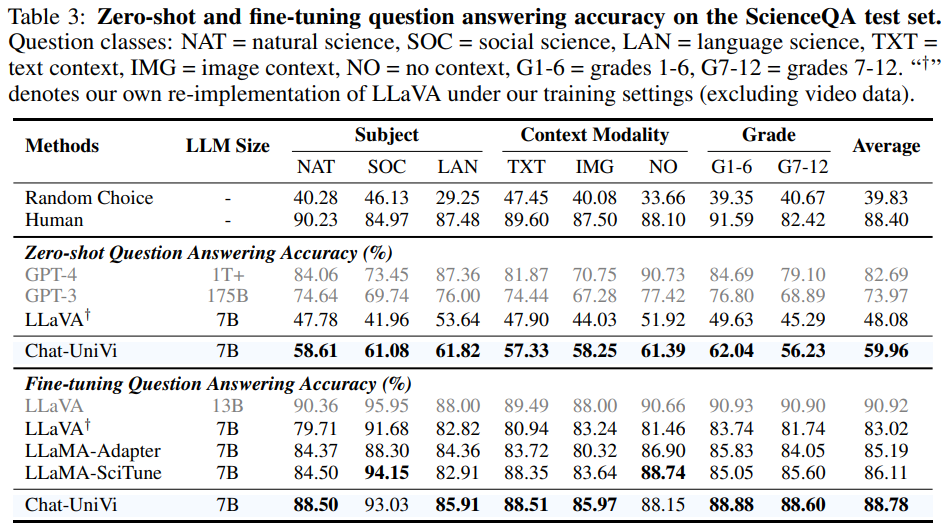 Table 3: Zero-shot and fine-tuning question answering accuracy on the ScienceQA test set.
Question classes: NAT = natural science, SOC = social science, LAN = language science, TXT =
text context, IMG = image context, NO = no context, G1-6 = grades 1-6, G7-12 = grades 7-12. “†”
denotes our own re-implementation of LLaVA under our training settings (excluding video data).
Methods LLM Size Subject Context Modality Grade Average
NAT SOC LAN TXT IMG NO G1-6 G7-12
Random Choice - 40.28 46.13 29.25 47.45 40.08 33.66 39.35 40.67 39.83
Human - 90.23 84.97 87.48 89.60 87.50 88.10 91.59 82.42 88.40
Zero-shot Question Answering Accuracy (%)
GPT-4 1T+ 84.06 73.45 87.36 81.87 70.75 90.73 84.69 79.10 82.69
GPT-3 175B 74.64 69.74 76.00 74.44 67.28 77.42 76.80 68.89 73.97
LLaVA† 7B 47.78 41.96 53.64 47.90 44.03 51.92 49.63 45.29 48.08
Chat-UniVi 7B 58.61 61.08 61.82 57.33 58.25 61.39 62.04 56.23 59.96
Fine-tuning Question Answering Accuracy (%)
LLaVA 13B 90.36 95.95 88.00 89.49 88.00 90.66 90.93 90.90 90.92
LLaVA† 7B 79.71 91.68 82.82 80.94 83.24 81.46 83.74 81.74 83.02
LLaMA-Adapter 7B 84.37 88.30 84.36 83.72 80.32 86.90 85.83 84.05 85.19
LLaMA-SciTune 7B 84.50 94.15 82.91 88.35 83.64 88.74 85.05 85.60 86.11
Chat-UniVi 7B 88.50 93.03 85.91 88.51 85.97 88.15 88.88 88.60 88.78